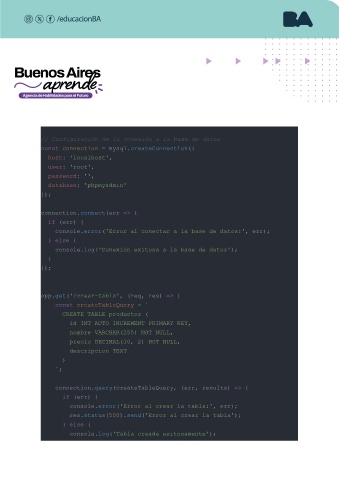 /educacionBA
BA
Buenos Aires
aprende
Agencia de Habilidades para el Futuro
// Configuración de la conexión a la base de datos
const connection = mysql.createConnection({
host: 'localhost',
user: 'root',
password: '',
database: 'phpmyadmin'
});
connection.connect(err => {
if (err) {
console.error('Error al conectar a la base de datos:', err);
} else {
console.log('Conexión exitosa a la base de datos');
}
});
app.get('/crear-tabla', (req, res) => {
const createTableQuery = `
CREATE TABLE productos (
id INT AUTO_INCREMENT PRIMARY KEY,
nombre VARCHAR(255) NOT NULL,
precio DECIMAL(10, 2) NOT NULL,
descripcion TEXT
)
`;
connection.query(createTableQuery, (err, results) => {
if (err) {
console.error('Error al crear la tabla:', err);
res.status(500).send('Error al crear la tabla');
} else {
console.log('Tabla creada exitosamente');